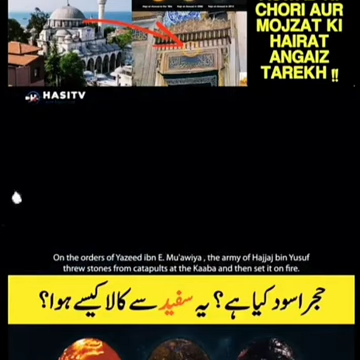 CHORI AUR
MOJZAT KI
HAIRAT
ANGAIZ
TAREKH !!
HASITV
On the orders of Yazeed ibn E. Mu'awiya , the army of Hajjaj bin Yusuf
threw stones from catapults at the Kaaba and then set it on fire.
حجر اسود کیا ہے؟ یہ سفید سے کالا کیسے ہوا؟